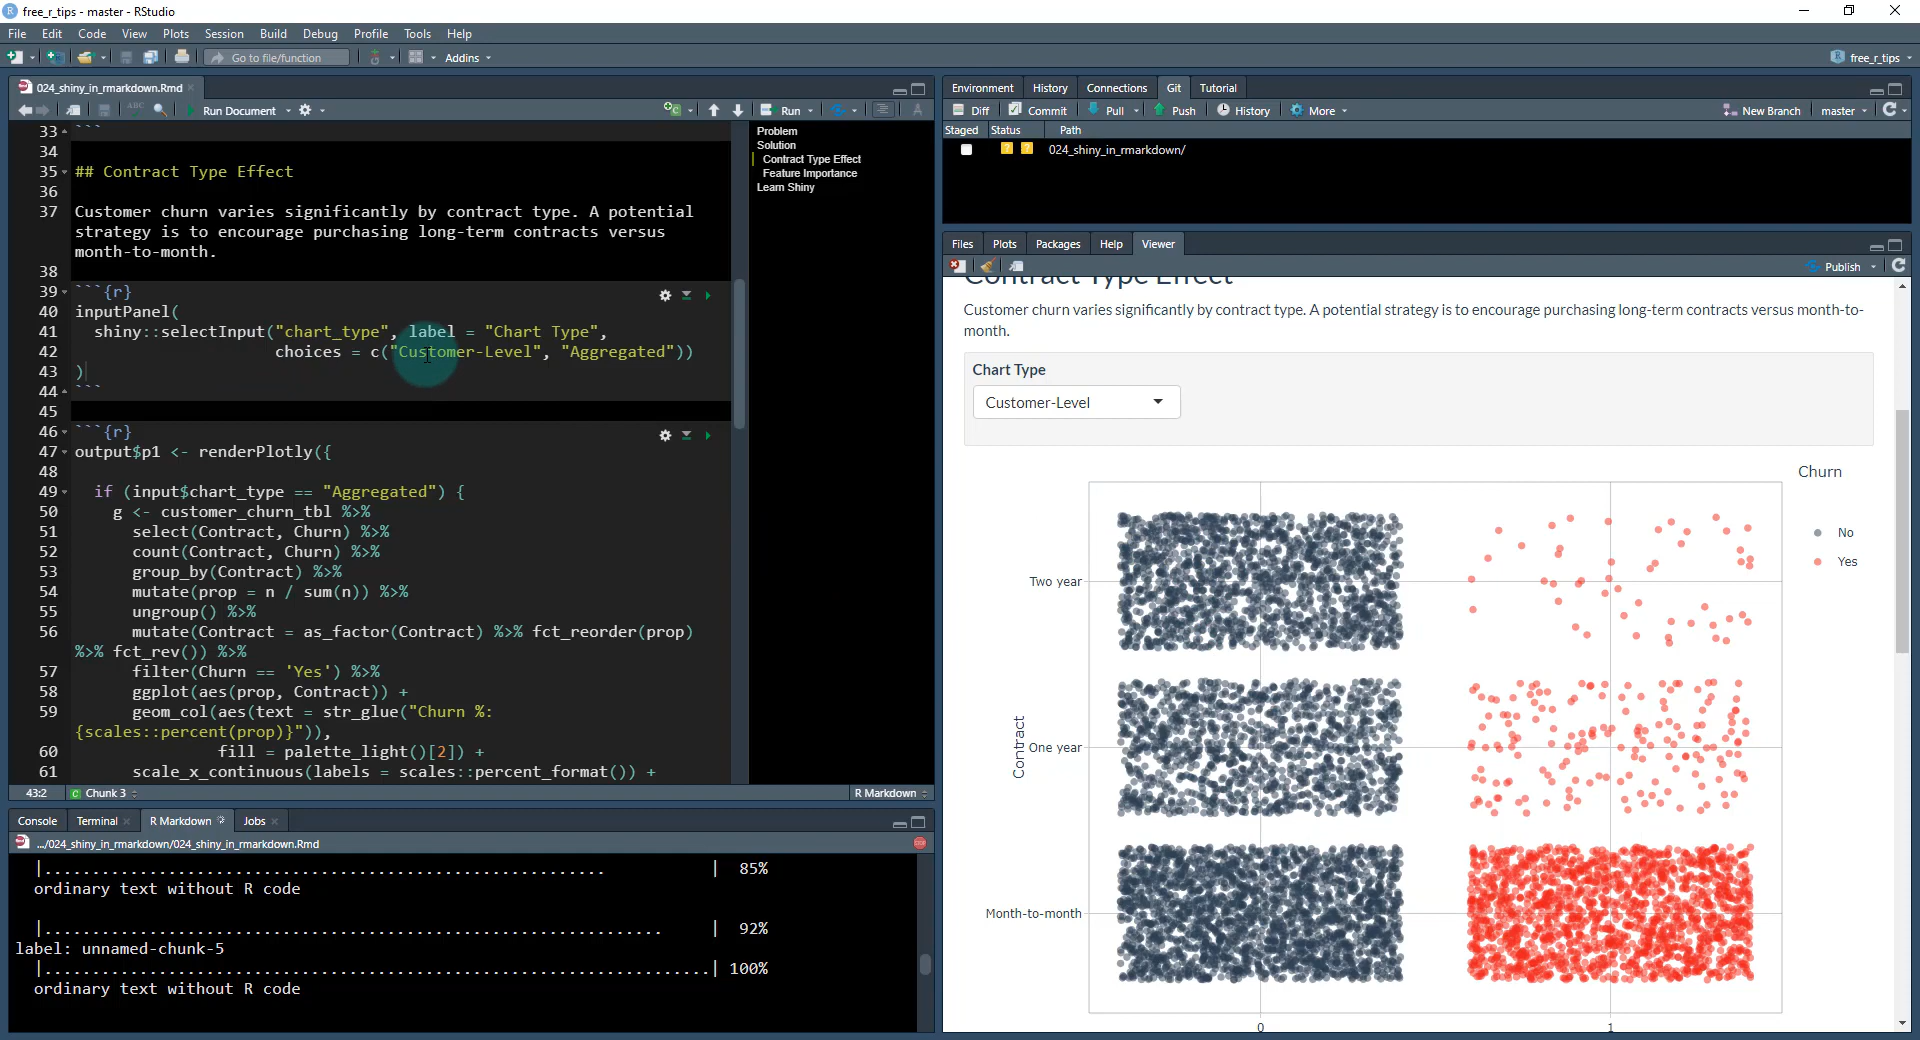 free_r_tips - master - RStudio
File Edit Code View Plots Session Build Debug Profile Tools Help
Go to file/function Addins free_r_tips
024_shiny_in_rmarkdown.Rmd
ABC Run Document Run
33 ```
34
35 ## Contract Type Effect
36
37 Customer churn varies significantly by contract type. A potential
strategy is to encourage purchasing long-term contracts versus
month-to-month.
38
39 ```{r}
40 inputPanel(
41 shiny::selectInput("chart_type", label = "Chart Type",
42 choices = c("Customer-Level", "Aggregated"))
43 )
44 ```
45
46 ```{r}
47 output$p1 <- renderPlotly({
48
49 if (input$chart_type == "Aggregated") {
50 g <- customer_churn_tbl %>%
51 select(Contract, Churn) %>%
52 count(Contract, Churn) %>%
53 group_by(Contract) %>%
54 mutate(prop = n / sum(n)) %>%
55 ungroup() %>%
56 mutate(Contract = as_factor(Contract) %>% fct_reorder(prop)
%>% fct_rev()) %>%
57 filter(Churn == 'Yes') %>%
58 ggplot(aes(prop, Contract)) +
59 geom_col(aes(text = str_glue("Churn %:
{scales::percent(prop)}")),
60 fill = palette_light()[2]) +
61 scale_x_continuous(labels = scales::percent_format()) +
43:2 C Chunk 3 R Markdown
Problem
Solution
Contract Type Effect
Feature Importance
Learn Shiny
Console Terminal R Markdown Jobs
.../024_shiny_in_rmarkdown/024_shiny_in_rmarkdown.Rmd
|........................................................... | 85%
ordinary text without R code
|................................................................. | 92%
label: unnamed-chunk-5
|......................................................................| 100%
ordinary text without R code
Environment History Connections Git Tutorial
Diff Commit Pull Push History More New Branch master
Staged Status Path
? ? 024_shiny_in_rmarkdown/
Files Plots Packages Help Viewer
Publish
Contract Type Effect
Customer churn varies significantly by contract type. A potential strategy is to encourage purchasing long-term contracts versus month-to-
month.
Chart Type
Customer-Level
Churn
No
Yes
Two year
One year
Month-to-month
Contract
0 1